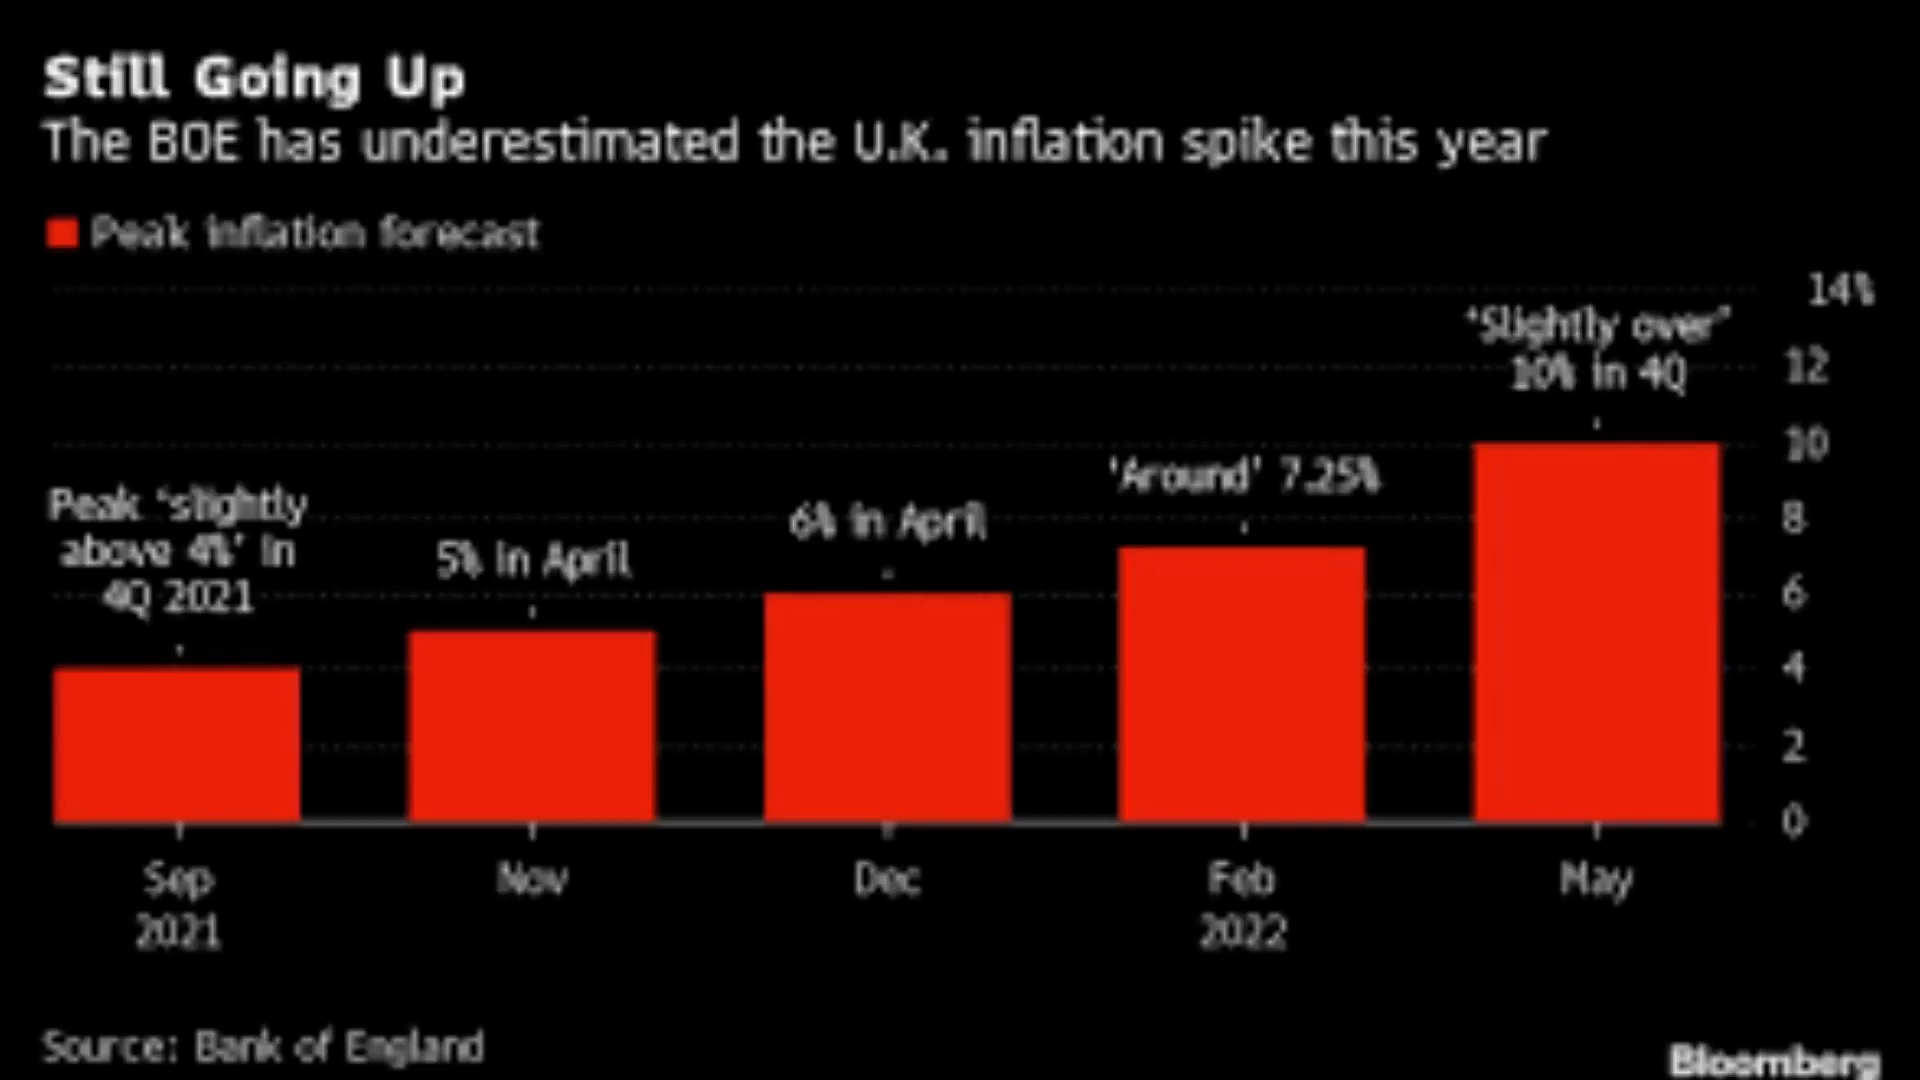 Still Going Up
The BOE has underestimated the U.K. inflation spike this year
Peak inflation forecast
14%
12
10
8
6
4
2
0
Peak 'slightly
above 4%' in
4Q 2021
5% in April
6% in April
'Around' 7.25%
'Slightly over'
10% in 4Q
Sep
2021
Nov
Dec
Feb
2022
May
Source: Bank of England
Bloomberg